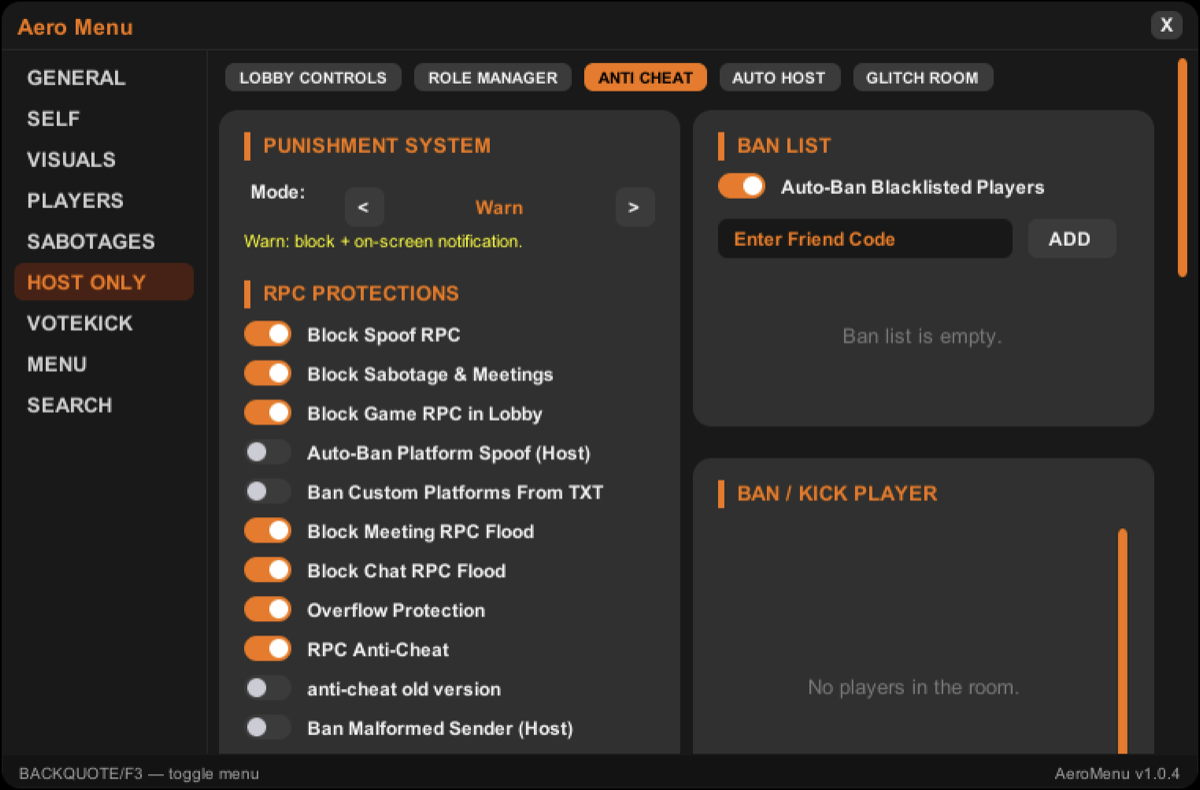 Aero Menu
X
GENERAL
SELF
VISUALS
PLAYERS
SABOTAGES
HOST ONLY
VOTEKICK
MENU
SEARCH
LOBBY CONTROLS
ROLE MANAGER
ANTI CHEAT
AUTO HOST
GLITCH ROOM
PUNISHMENT SYSTEM
Mode:
<
Warn
>
Warn: block + on-screen notification.
RPC PROTECTIONS
Block Spoof RPC
Block Sabotage & Meetings
Block Game RPC in Lobby
Auto-Ban Platform Spoof (Host)
Ban Custom Platforms From TXT
Block Meeting RPC Flood
Block Chat RPC Flood
Overflow Protection
RPC Anti-Cheat
anti-cheat old version
Ban Malformed Sender (Host)
BAN LIST
Auto-Ban Blacklisted Players
Enter Friend Code
ADD
Ban list is empty.
BAN / KICK PLAYER
No players in the room.
BACKQUOTE/F3 — toggle menu
AeroMenu v1.0.4